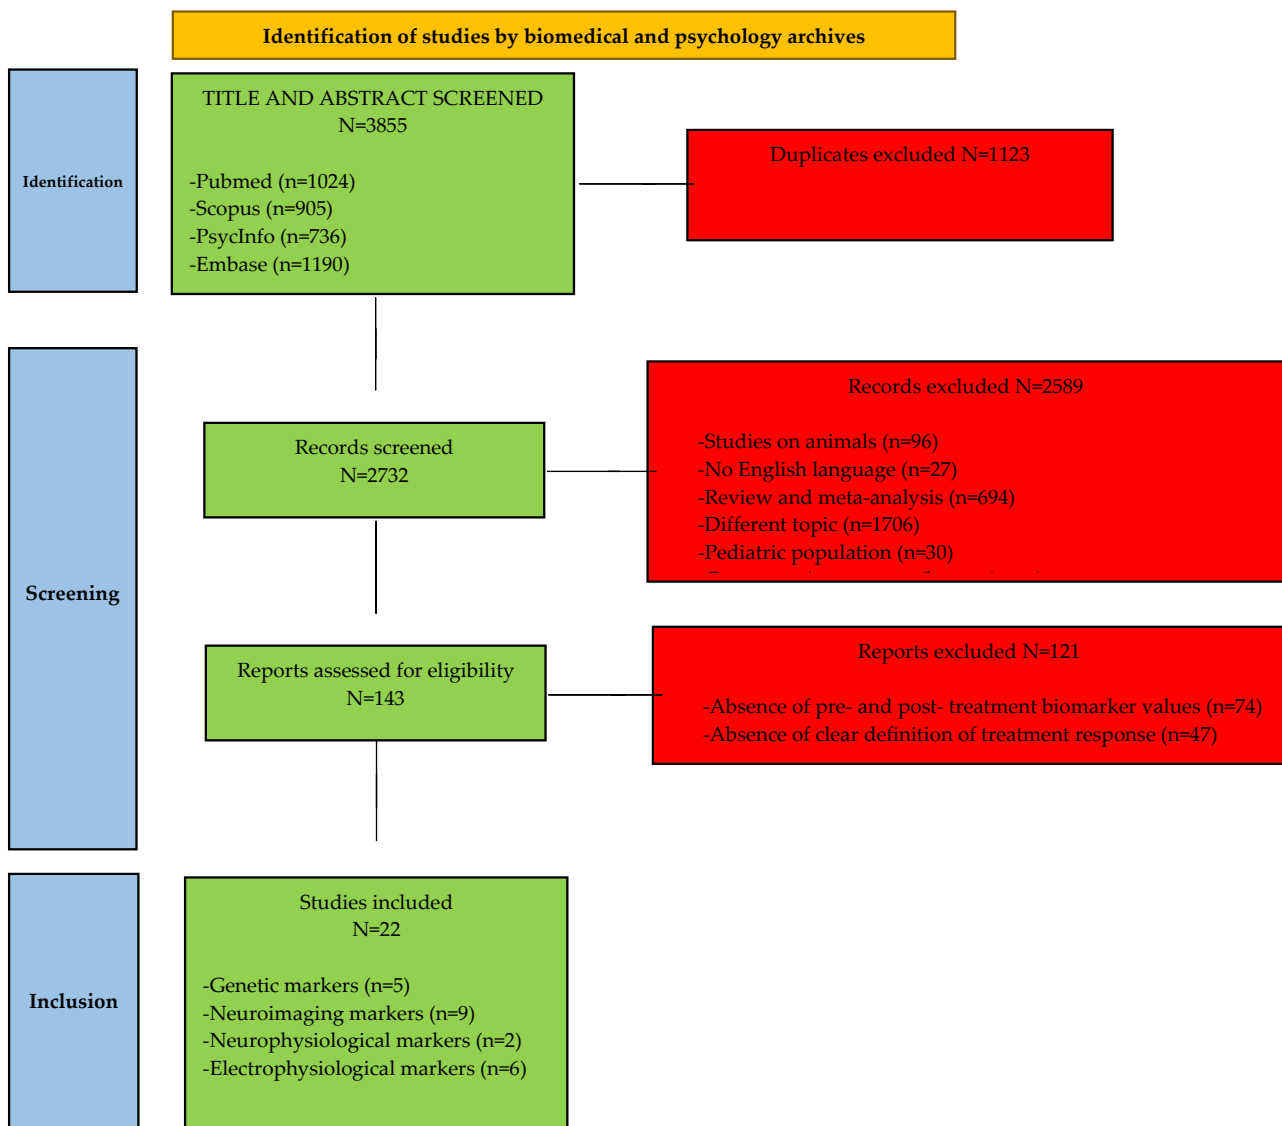 Identification of studies by biomedical and psychology archives
Identification
TITLE AND ABSTRACT SCREENED
N=3855
-Pubmed (n=1024)
-Scopus (n=905)
-PsycInfo (n=736)
-Embase (n=1190)
Duplicates excluded N=1123
Screening
Records screened
N=2732
Records excluded N=2589
-Studies on animals (n=96)
-No English language (n=27)
-Review and meta-analysis (n=694)
-Different topic (n=1706)
-Pediatric population (n=30)
Reports assessed for eligibility
N=143
Reports excluded N=121
-Absence of pre- and post- treatment biomarker values (n=74)
-Absence of clear definition of treatment response (n=47)
Inclusion
Studies included
N=22
-Genetic markers (n=5)
-Neuroimaging markers (n=9)
-Neurophysiological markers (n=2)
-Electrophysiological markers (n=6)